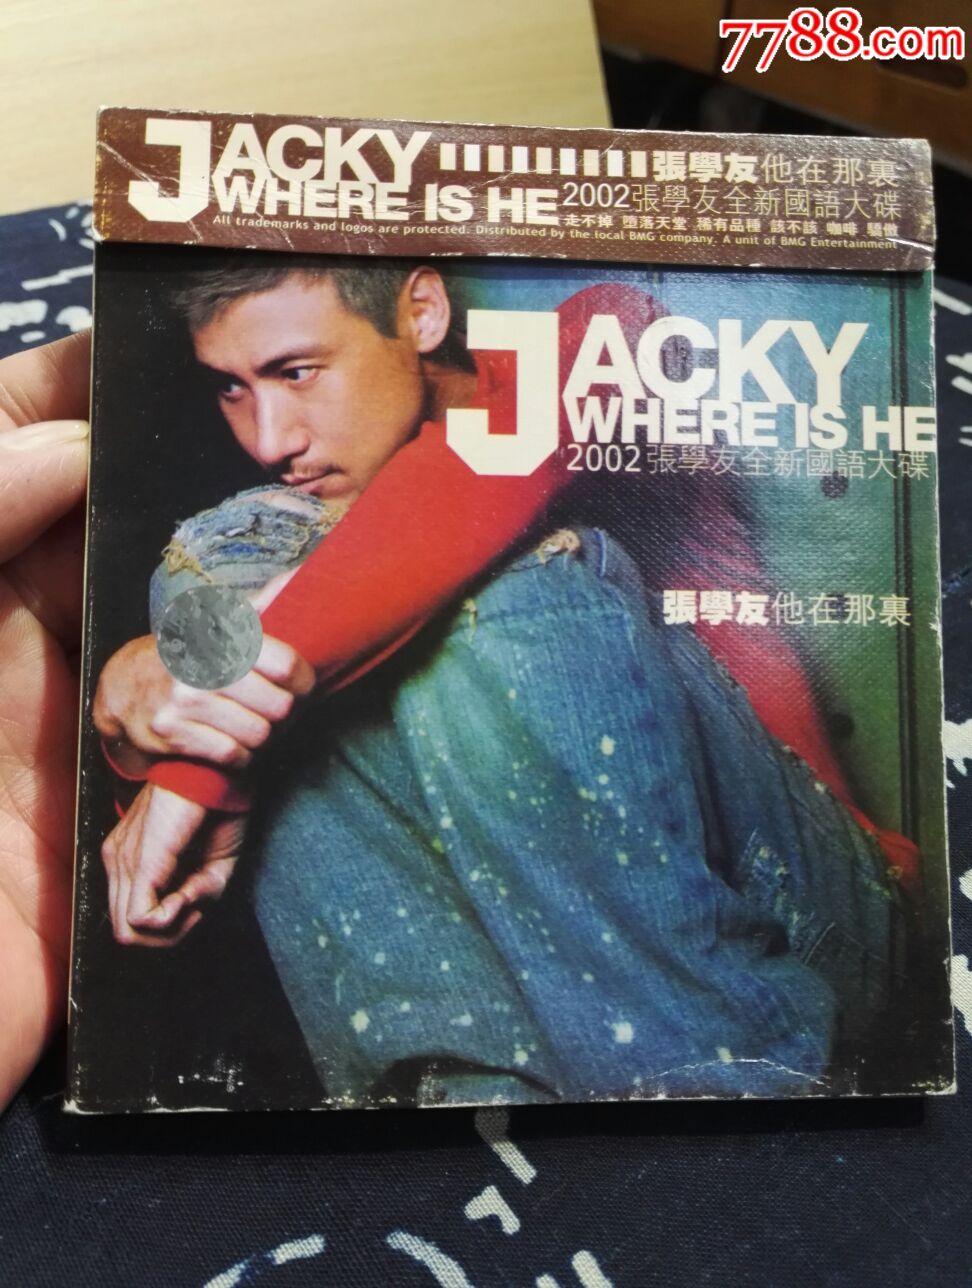 7788.com
JACKY
WHERE IS HE
張學友他在那裏
2002張學友全新國語大碟
走不掉 墮落天堂 稀有品種 該不該 咖啡 驕傲
All trademarks and logos are protected. Distributed by the local BMG company. A unit of BMG Entertainment
JACKY
WHERE IS HE
2002張學友全新國語大碟
張學友他在那裏